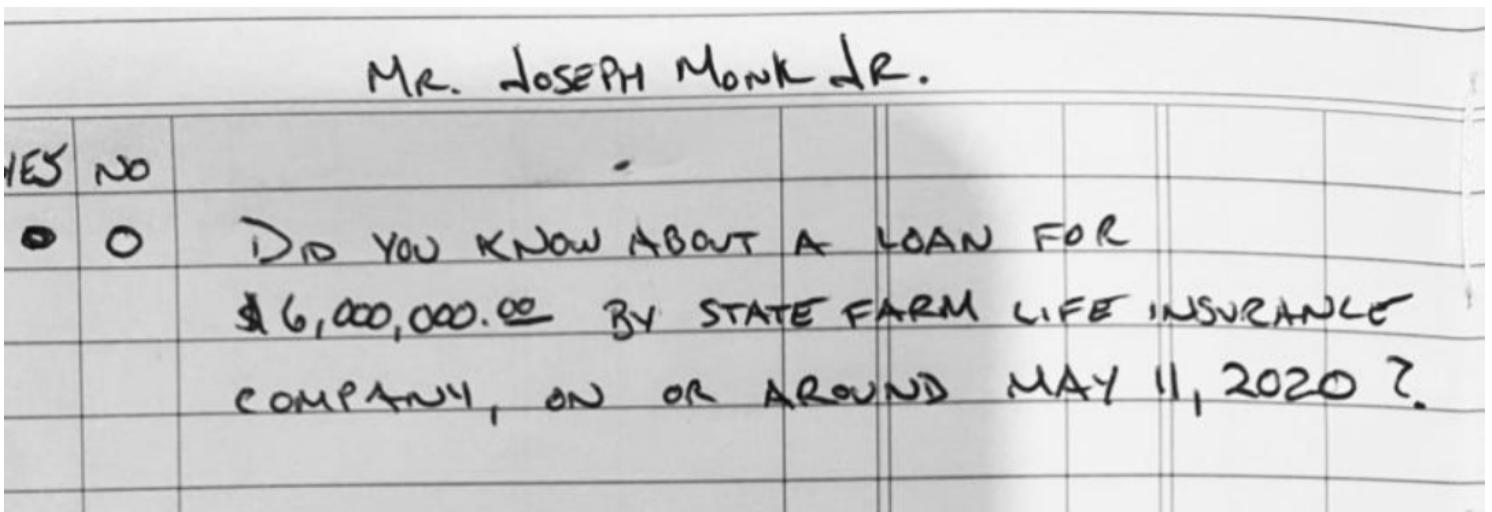 MR. JOSEPH MONK JR.
YES NO
DID YOU KNOW ABOUT A LOAN FOR
$6,000,000.00 BY STATE FARM LIFE INSURANCE
COMPANY, ON OR AROUND MAY 11, 2020?